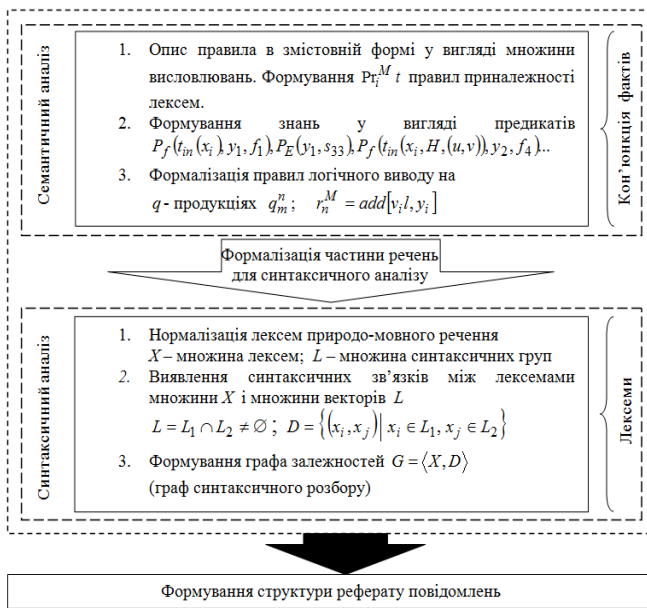 Семантичний аналіз
1. Опис правила в змістовній формі у вигляді множини
висловлювань. Формування Pr_i^M t правил приналежності
лексем.
2. Формування знань у вигляді предикатів
P_f(t_in(x_i), y_1, f_1), P_E(y_1, s_33), P_f(t_in(x_i, H, (u, v)), y_2, f_4)...
3. Формалізація правил логічного виводу на
q - продукціях q_m^n ; r_n^M = add[v_i l, y_i]
Кон’юнкція фактів
Формалізація частини речень
для синтаксичного аналізу
Синтаксичний аналіз
1. Нормалізація лексем природо-мовного речення
X – множина лексем; L – множина синтаксичних груп
2. Виявлення синтаксичних зв’язків між лексемами
множини X і множини векторів L
L = L_1 ∩ L_2 ≠ ∅ ; D = {(x_i, x_j) | x_i ∈ L_1, x_j ∈ L_2}
3. Формування графа залежностей G = ⟨X, D⟩
(граф синтаксичного розбору)
Лексеми
Формування структури реферату повідомлень